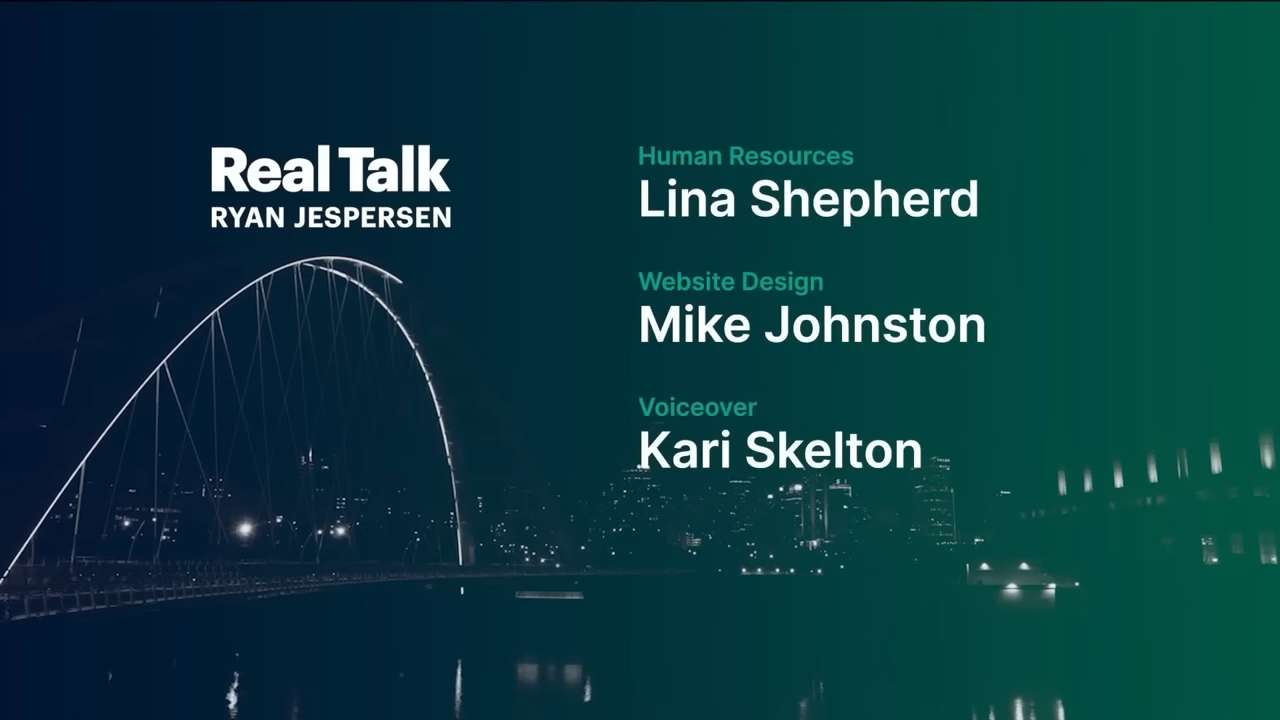 Real Talk
RYAN JESPERSEN
Human Resources
Lina Shepherd
Website Design
Mike Johnston
Voiceover
Kari Skelton